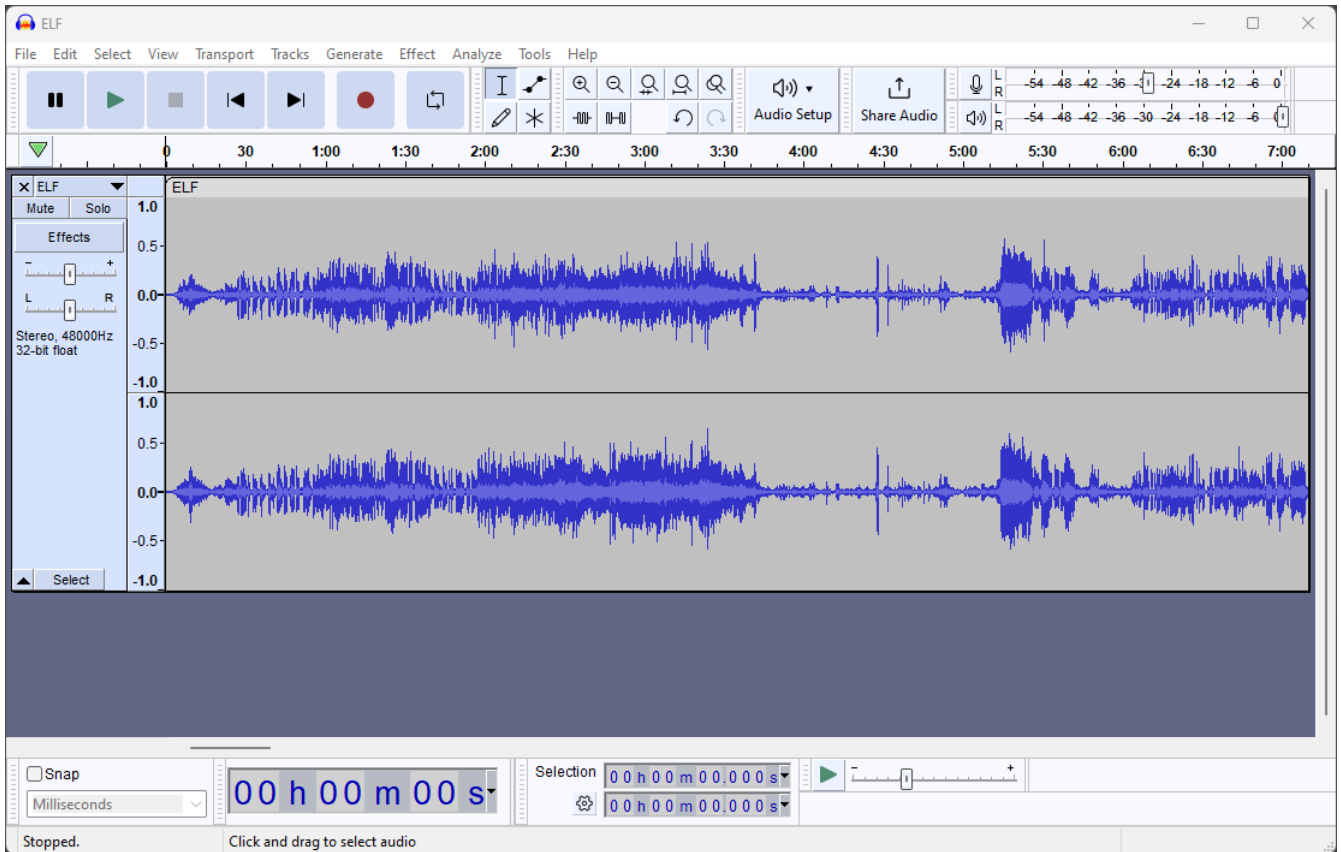 ELF
File Edit Select View Transport Tracks Generate Effect Analyze Tools Help
Audio Setup
Share Audio
L
R
-54 -48 -42 -36 -30 -24 -18 -12 -6 0
L
R
-54 -48 -42 -36 -30 -24 -18 -12 -6 0
0 30 1:00 1:30 2:00 2:30 3:00 3:30 4:00 4:30 5:00 5:30 6:00 6:30 7:00
ELF
ELF
Mute Solo
Effects
- +
L R
Stereo, 48000Hz
32-bit float
Select
1.0
0.5-
0.0-
-0.5-
-1.0
1.0
0.5-
0.0-
-0.5-
-1.0
Snap
Milliseconds
00 h 00 m 00 s
Selection
00 h 00 m 00.000 s
00 h 00 m 00.000 s
- +
Stopped.
Click and drag to select audio